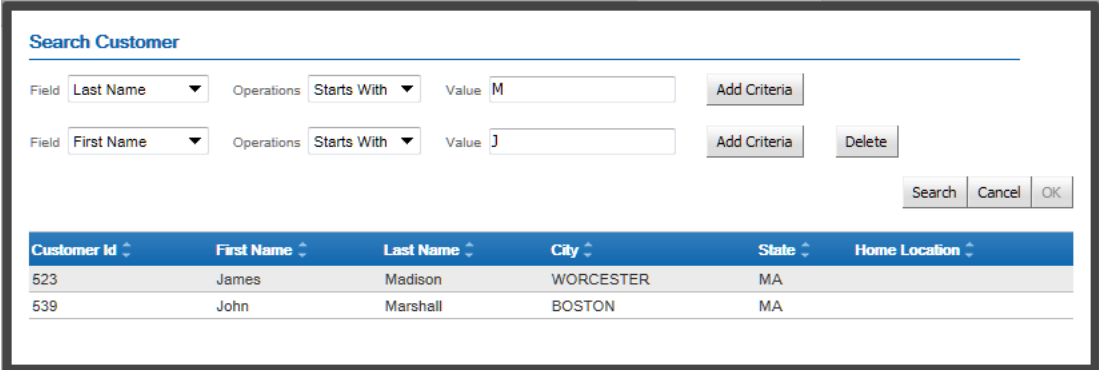 Search Customer
Field Last Name Operations Starts With Value M Add Criteria
Field First Name Operations Starts With Value J Add Criteria Delete
Search Cancel OK
Customer Id First Name Last Name City State Home Location
523 James Madison WORCESTER MA
539 John Marshall BOSTON MA